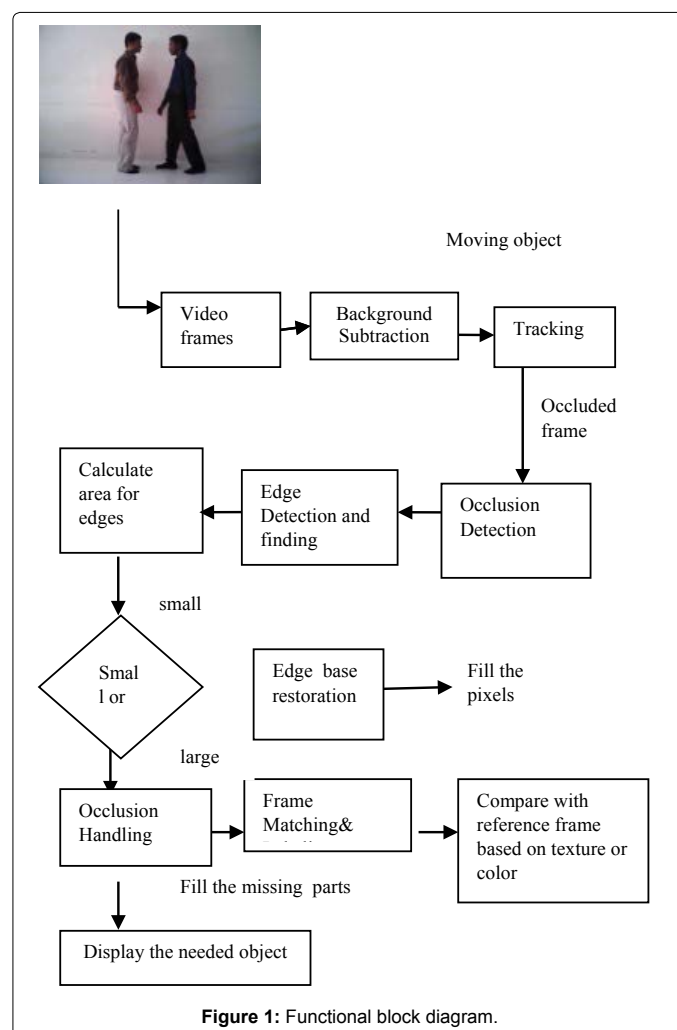 Moving object
Video
frames
Background
Subtraction
Tracking
Occluded
frame
Calculate
area for
edges
Edge
Detection and
finding
Occlusion
Detection
small
Smal
l or
Edge base
restoration
Fill the
pixels
large
Occlusion
Handling
Frame
Matching&
Compare with
reference frame
based on texture or
color
Fill the missing parts
Display the needed object
Figure 1: Functional block diagram.